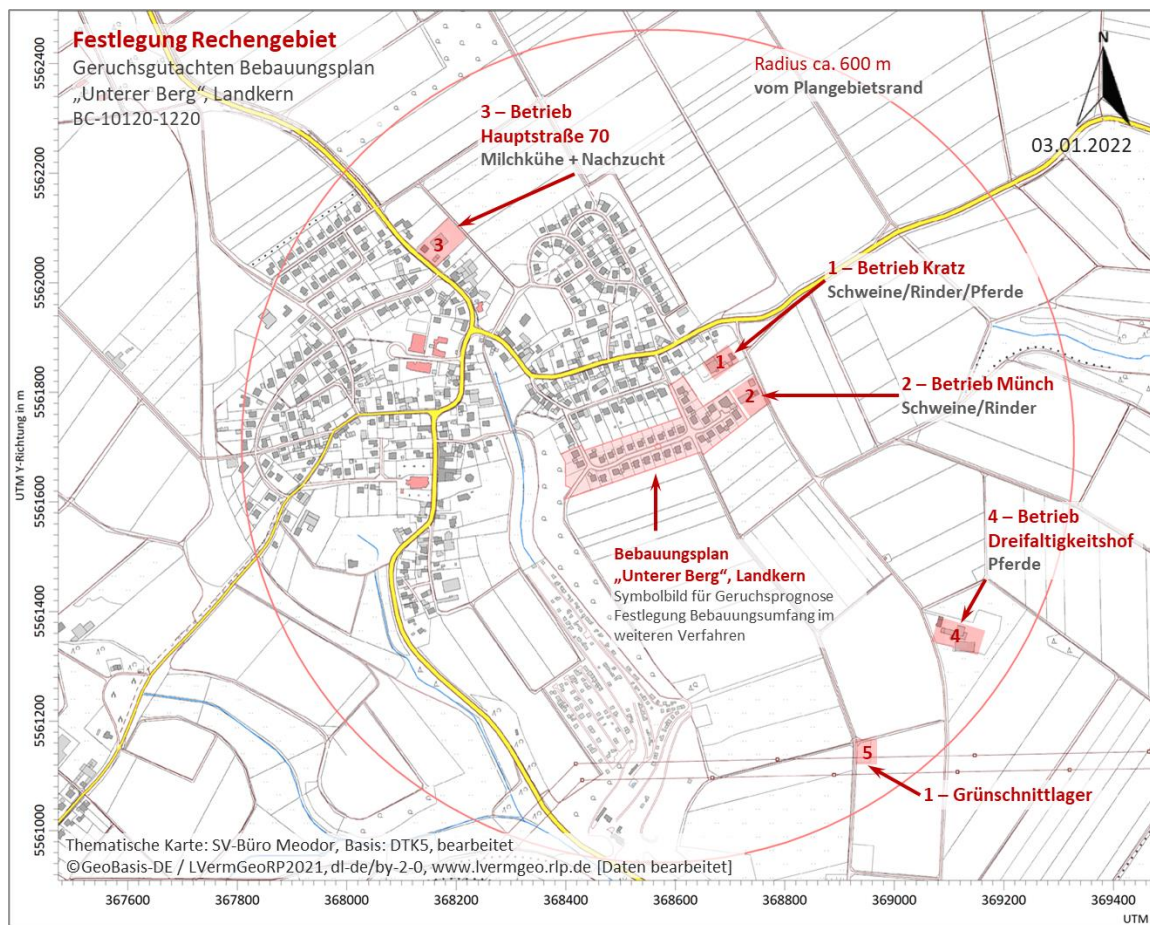 Festlegung Rechengebiet
Geruchsgutachten Bebauungsplan
„Unterer Berg“, Landkern
BC-10120-1220
Radius ca. 600 m
vom Plangebietsrand
N
03.01.2022
3 – Betrieb
Hauptstraße 70
Milchkühe + Nachzucht
3
1 – Betrieb Kratz
Schweine/Rinder/Pferde
1
2 – Betrieb Münch
Schweine/Rinder
2
4 – Betrieb
Dreifaltigkeitshof
Pferde
4
Bebauungsplan
„Unterer Berg“, Landkern
Symbolbild für Geruchsprognose
Festlegung Bebauungsumfang im
weiteren Verfahren
5
1 – Grünschnittlager
Thematische Karte: SV-Büro Meodor, Basis: DTK5, bearbeitet
©GeoBasis-DE / LVermGeoRP2021, dl-de/by-2-0, www.lvermgeo.rlp.de [Daten bearbeitet]
UTM Y-Richtung in m
5562400
5562200
5562000
5561800
5561600
5561400
5561200
5561000
367600 367800 368000 368200 368400 368600 368800 369000 369200 369400
UTM